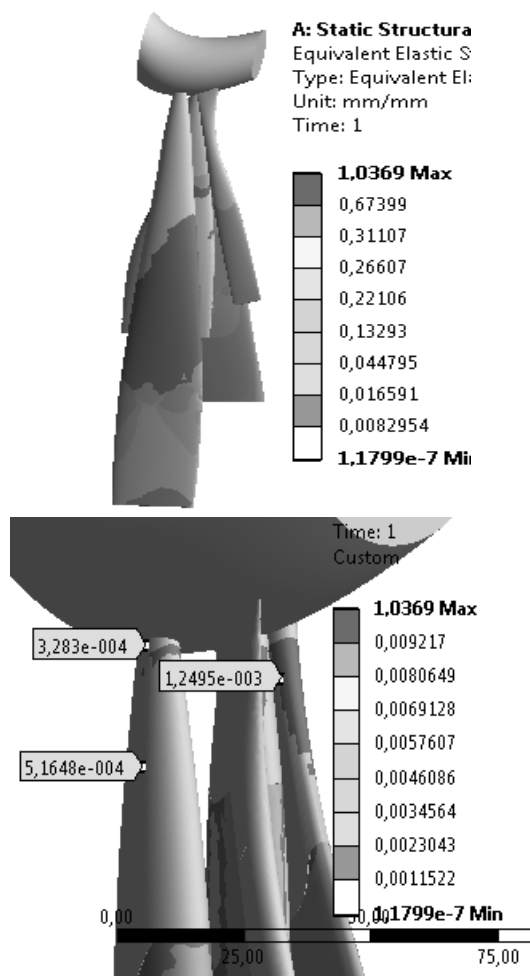 A: Static Structura
Equivalent Elastic S
Type: Equivalent El
Unit: mm/mm
Time: 1
1,0369 Max
0,67399
0,31107
0,26607
0,22106
0,13293
0,044795
0,016591
0,0082954
1,1799e-7 Mi
Time: 1
Custom
1,0369 Max
0,009217
0,0080649
0,0069128
0,0057607
0,0046086
0,0034564
0,0023043
0,0011522
1,1799e-7 Min
3,283e-004
1,2495e-003
5,1648e-004
0,00
50,00
25,00
75,00